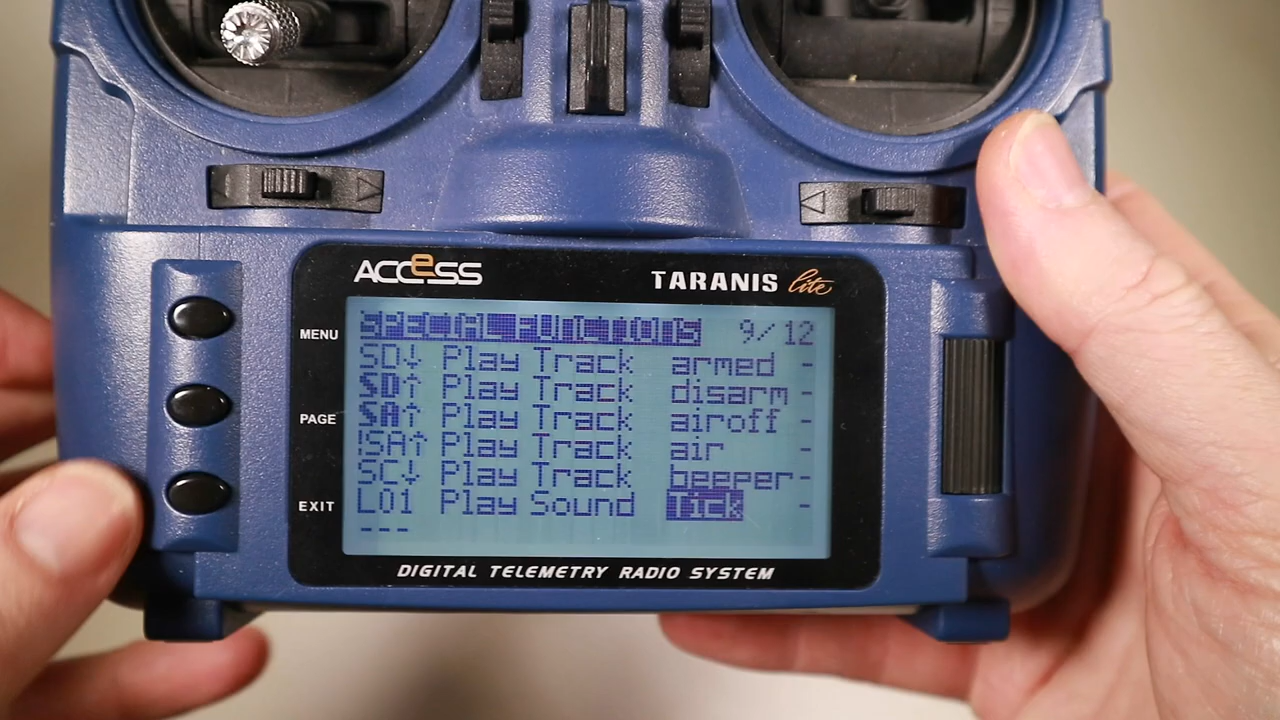 ACCeSS
TARANIS lite
MENU
PAGE
EXIT
SPECIAL FUNCTIONS 9/12
SD↓ Play Track armed -
SD↑ Play Track disarm -
SA↑ Play Track airoff -
!SA↑ Play Track air -
SC↓ Play Track beeper -
L01 Play Sound Tick -
---
DIGITAL TELEMETRY RADIO SYSTEM